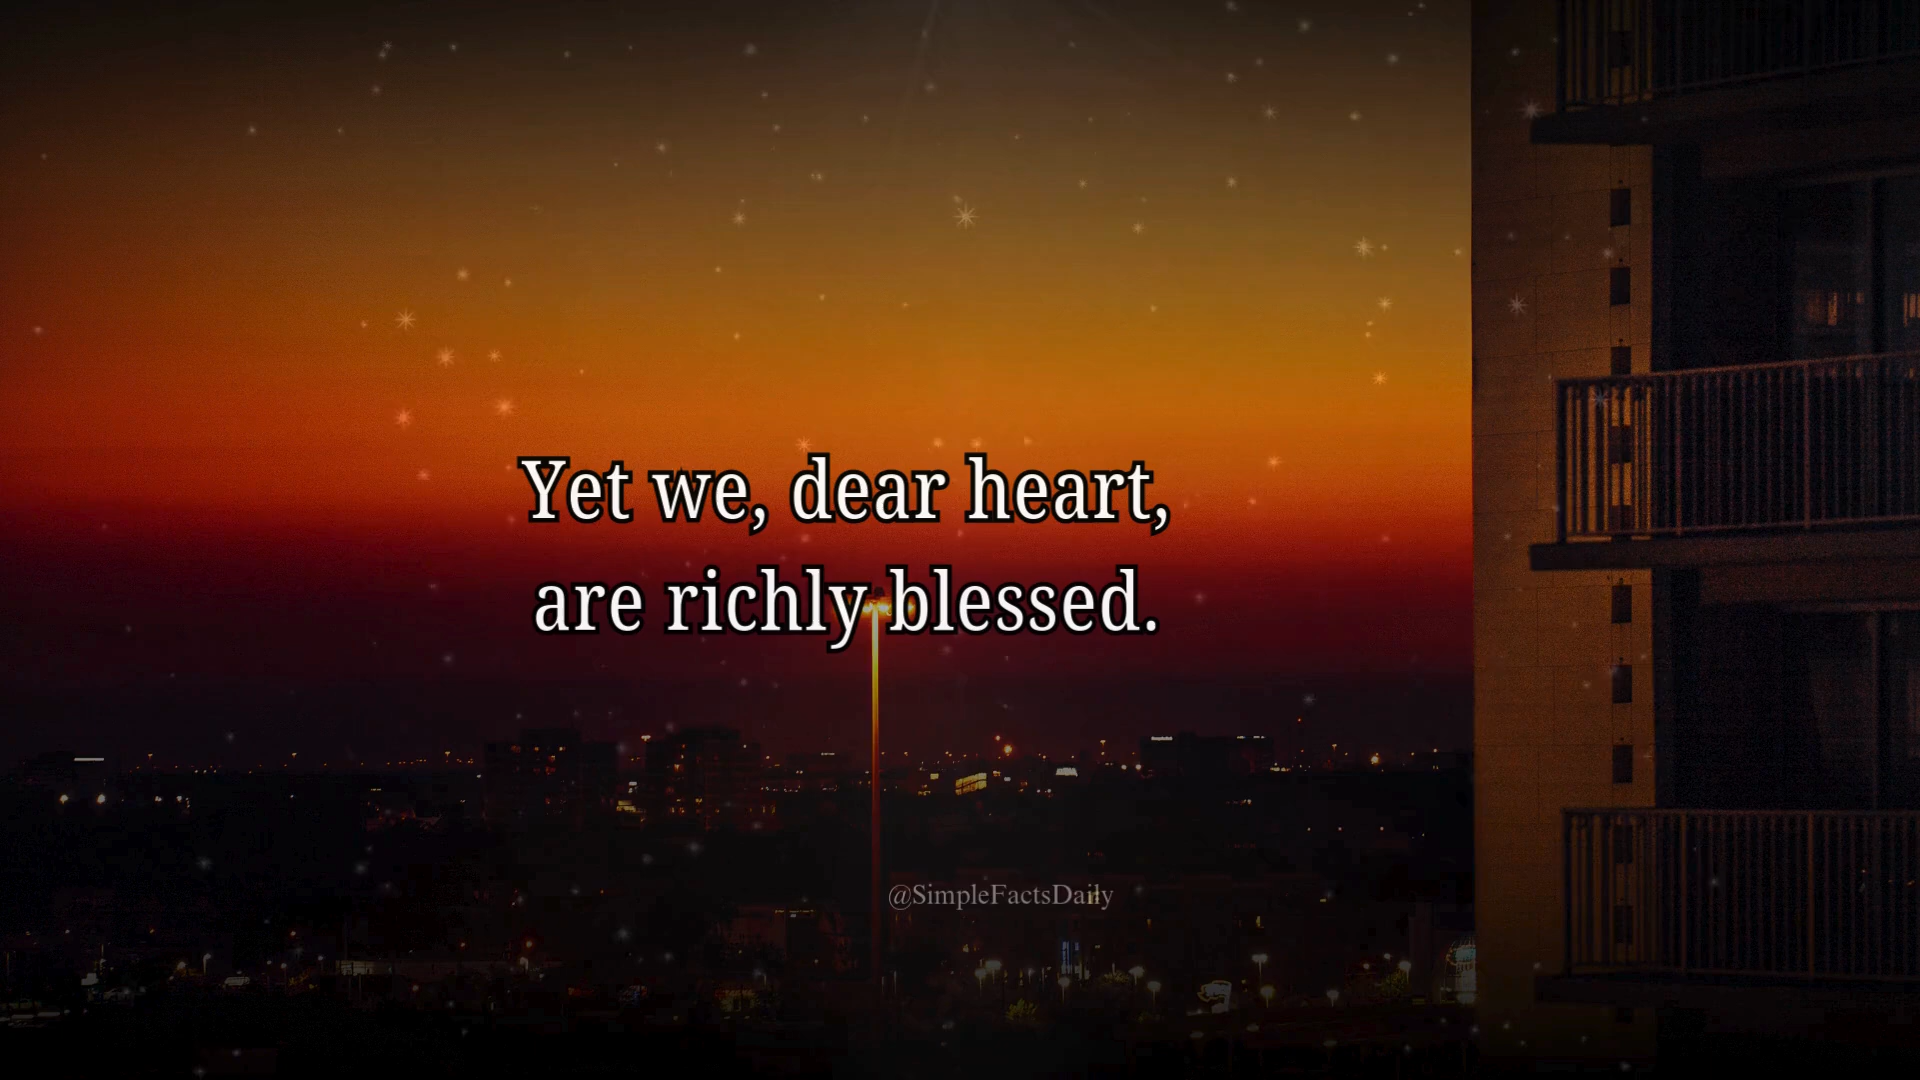 Yet we, dear heart,
are richly blessed.
@SimpleFactsDaily